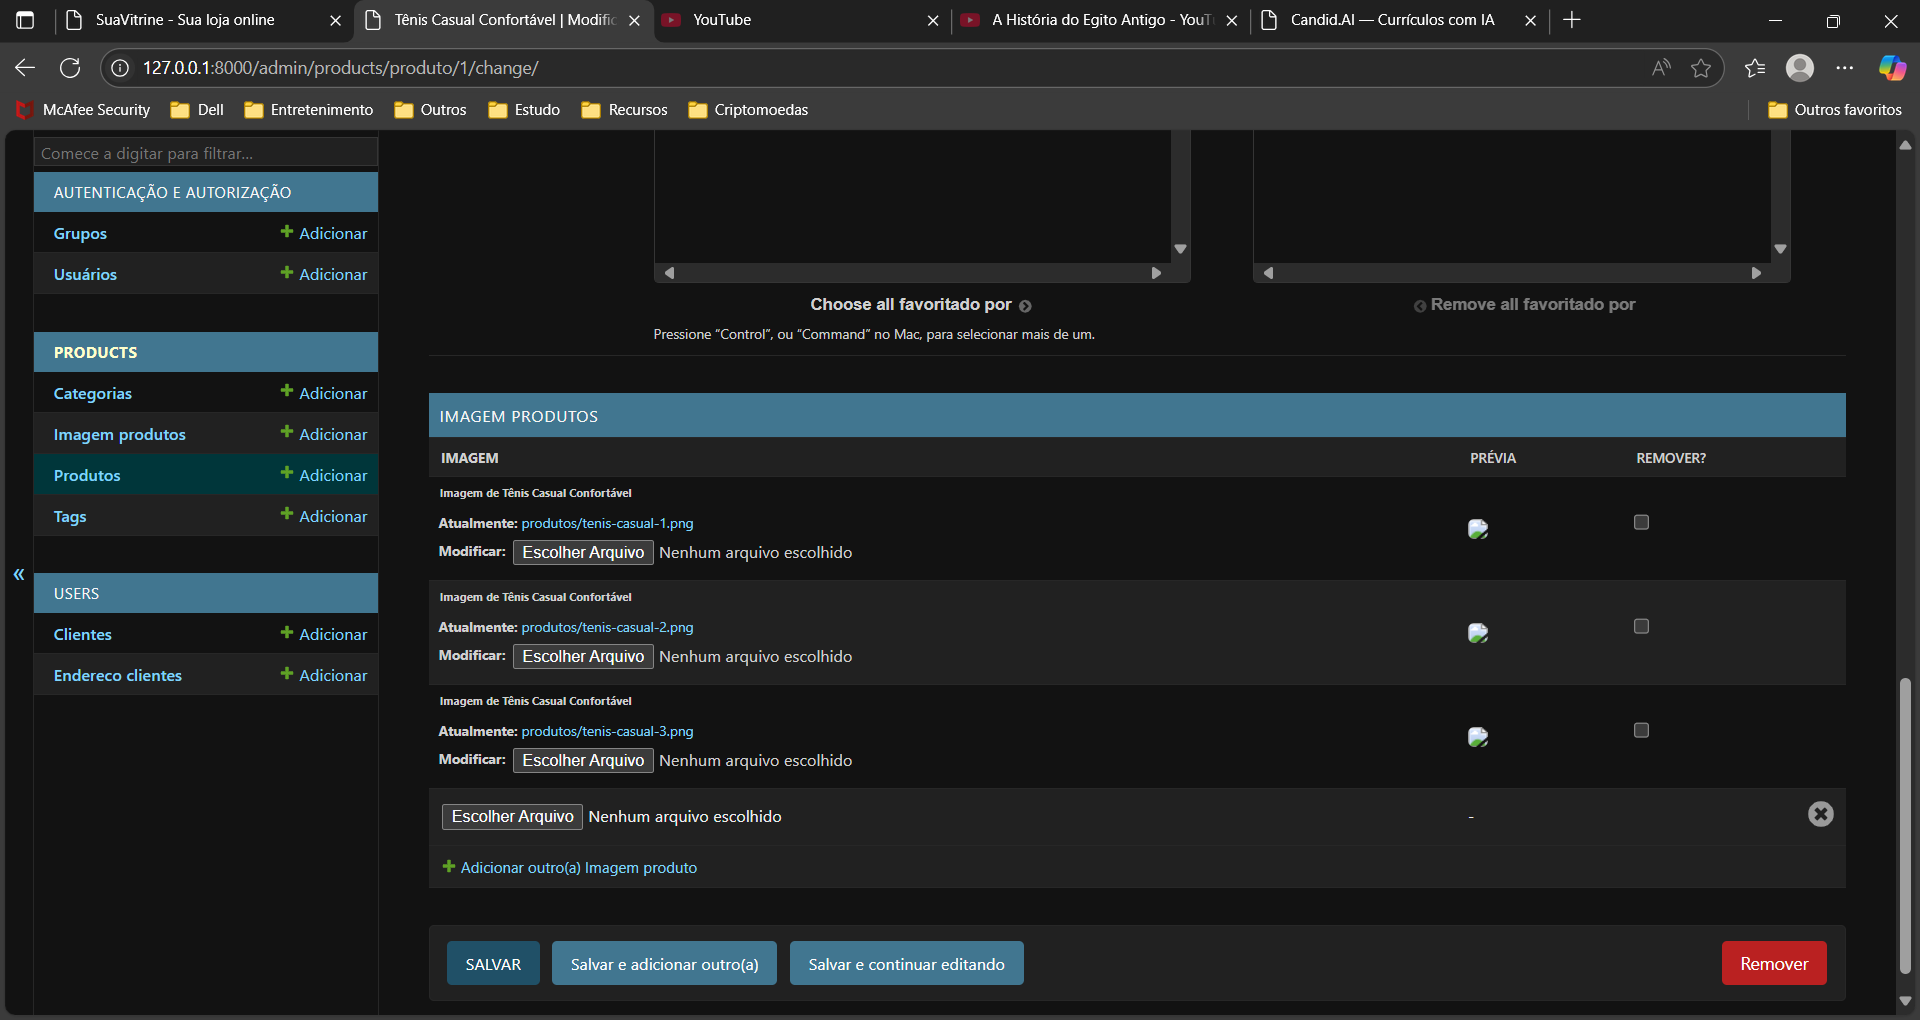 SuaVitrine - Sua loja online
Tênis Casual Confortável | Modific
YouTube
A História do Egito Antigo - YouT
Candid.AI — Currículos com IA
127.0.0.1:8000/admin/products/produto/1/change/
McAfee Security
Dell
Entretenimento
Outros
Estudo
Recursos
Criptomoedas
Outros favoritos
Comece a digitar para filtrar...
AUTENTICAÇÃO E AUTORIZAÇÃO
Grupos Adicionar
Usuários Adicionar
PRODUCTS
Categorias Adicionar
Imagem produtos Adicionar
Produtos Adicionar
Tags Adicionar
USERS
Clientes Adicionar
Endereco clientes Adicionar
«
Choose all favoritado por
Remove all favoritado por
Pressione “Control”, ou “Command” no Mac, para selecionar mais de um.
IMAGEM PRODUTOS
IMAGEM PRÉVIA REMOVER?
Imagem de Tênis Casual Confortável
Atualmente: produtos/tenis-casual-1.png
Modificar: Escolher Arquivo Nenhum arquivo escolhido
Imagem de Tênis Casual Confortável
Atualmente: produtos/tenis-casual-2.png
Modificar: Escolher Arquivo Nenhum arquivo escolhido
Imagem de Tênis Casual Confortável
Atualmente: produtos/tenis-casual-3.png
Modificar: Escolher Arquivo Nenhum arquivo escolhido
Escolher Arquivo Nenhum arquivo escolhido -
Adicionar outro(a) Imagem produto
SALVAR
Salvar e adicionar outro(a)
Salvar e continuar editando
Remover